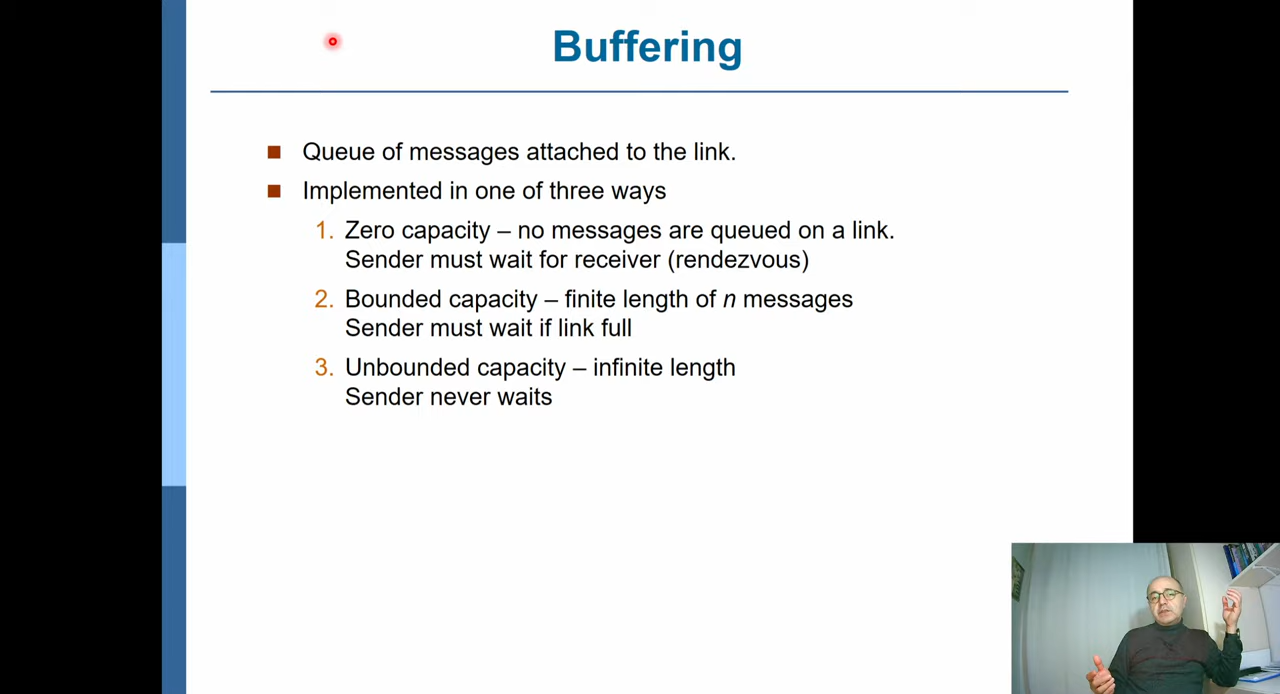 Buffering
Queue of messages attached to the link.
Implemented in one of three ways
1. Zero capacity – no messages are queued on a link.
Sender must wait for receiver (rendezvous)
2. Bounded capacity – finite length of n messages
Sender must wait if link full
3. Unbounded capacity – infinite length
Sender never waits